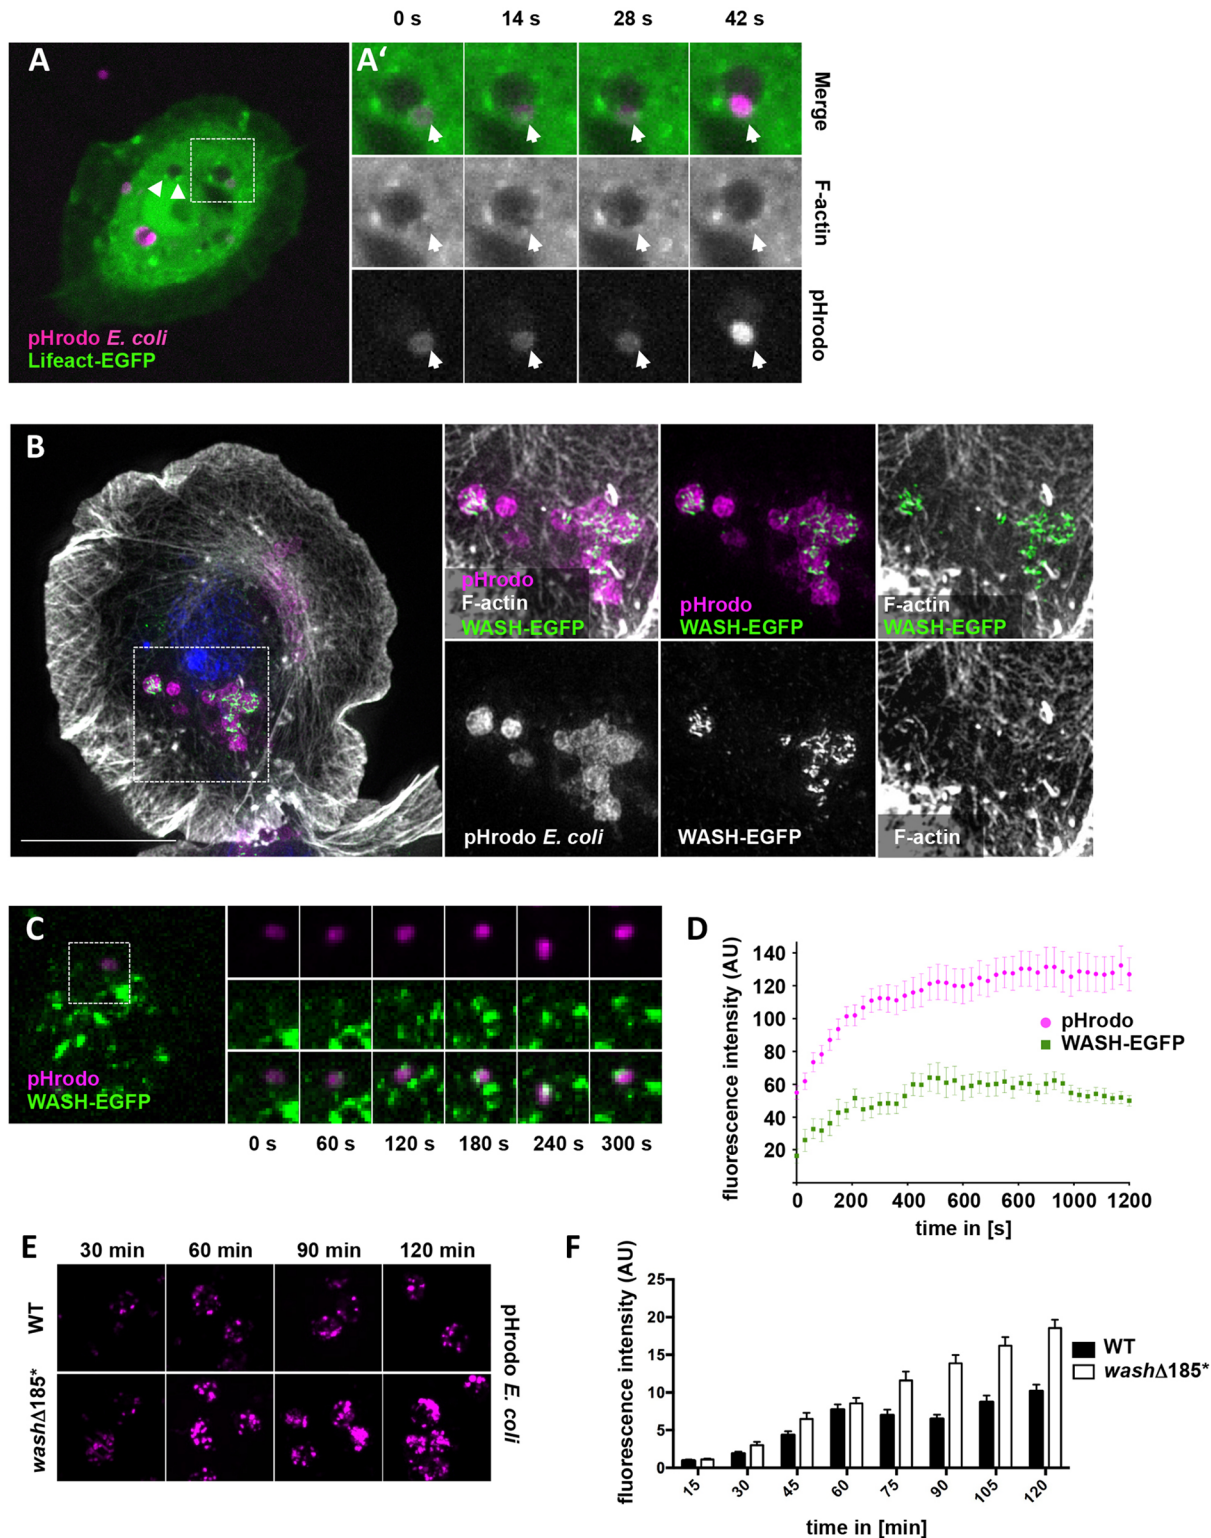 0 s 14 s 28 s 42 s
A
A‘
Merge
F-actin
pHrodo
pHrodo E. coli
Lifeact-EGFP
B
pHrodo
F-actin
WASH-EGFP
pHrodo
WASH-EGFP
F-actin
WASH-EGFP
pHrodo E. coli
WASH-EGFP
F-actin
C
pHrodo
WASH-EGFP
0 s 60 s 120 s 180 s 240 s 300 s
D
fluorescence intensity (AU)
140
120
100
80
60
40
20
pHrodo
WASH-EGFP
0 200 400 600 600 1000 1200
time in [s]
E
30 min 60 min 90 min 120 min
WT
wash∆185*
pHrodo E. coli
F
fluorescence intensity (AU)
25
20
15
10
5
0
WT
wash∆185*
15 30 45 60 75 90 105 120
time in [min]